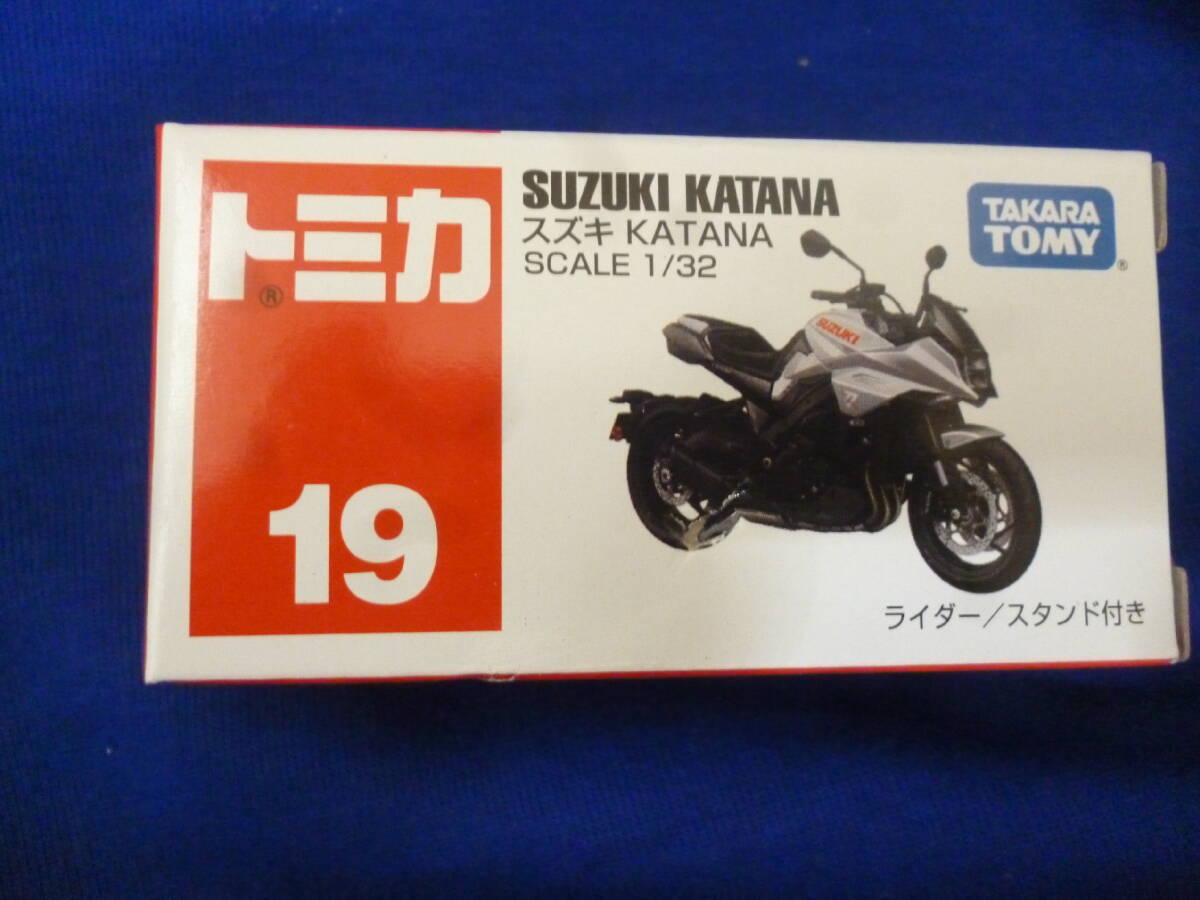 トミカ
®
19
SUZUKI KATANA
スズキ KATANA
SCALE 1/32
TAKARA
TOMY
®
SUZUKI
ライダー/スタンド付き